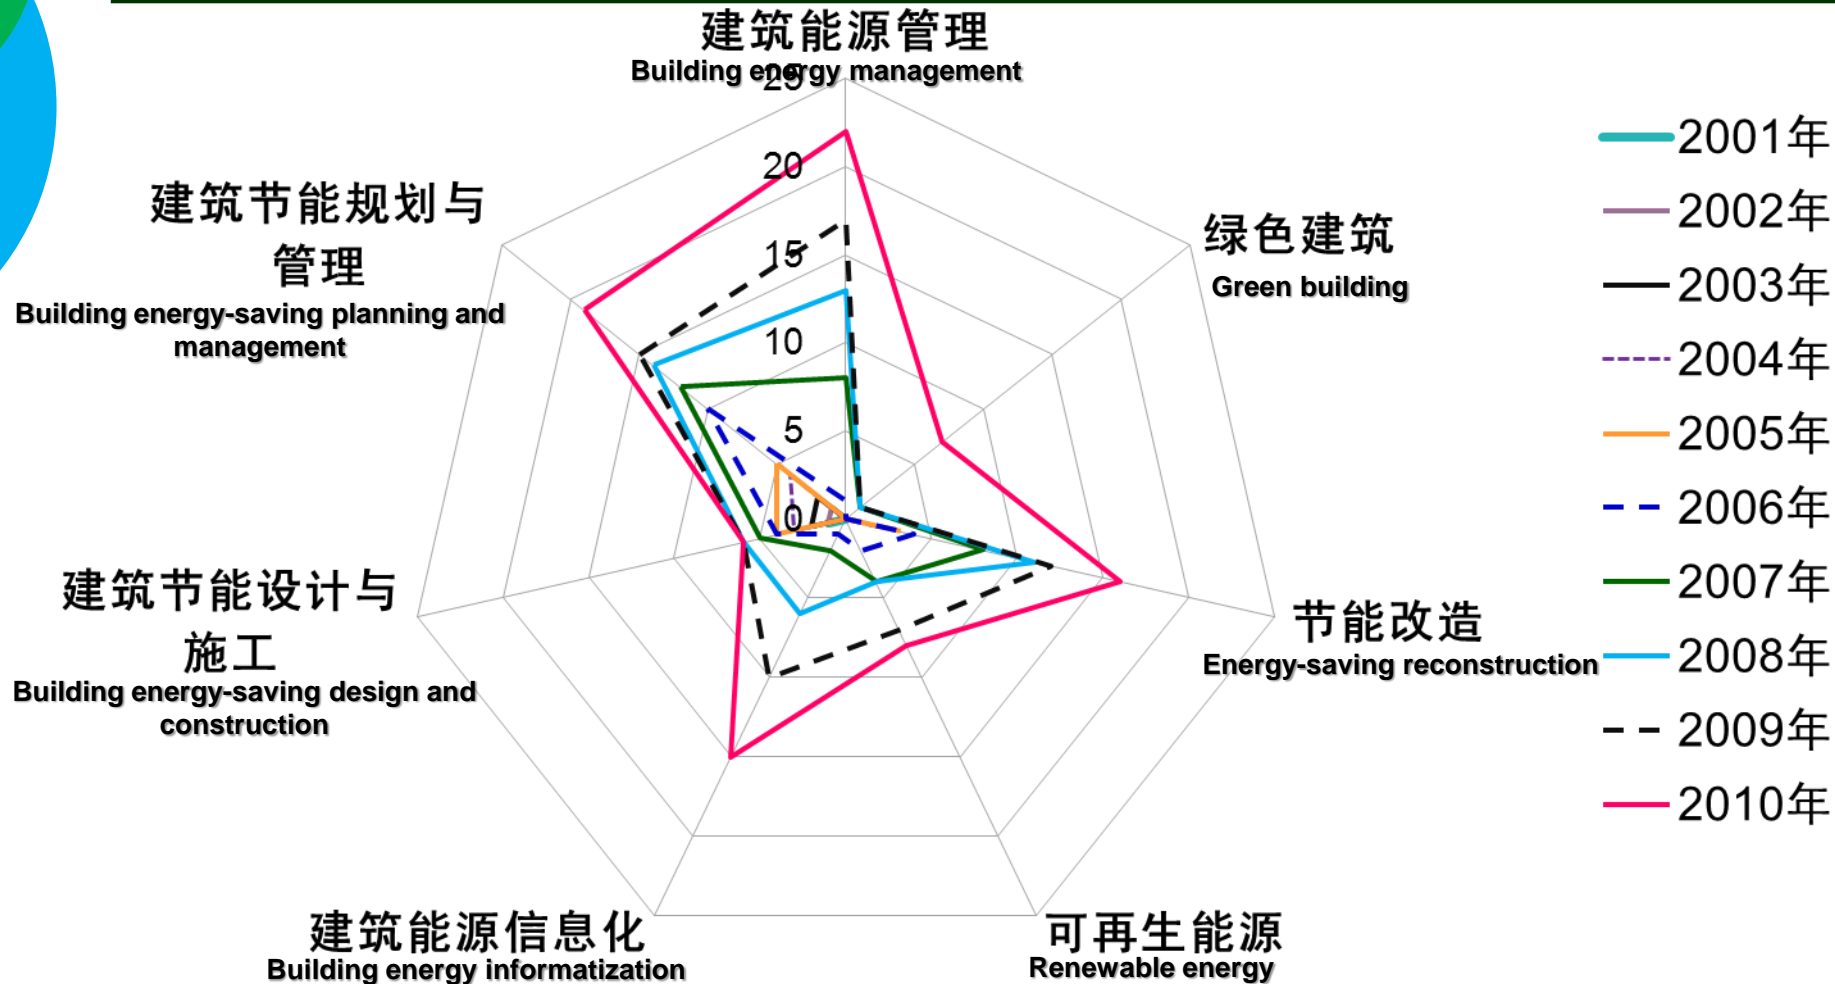 建筑能源管理
Building energy management
25
20
15
10
5
0
绿色建筑
Green building
节能改造
Energy-saving reconstruction
可再生能源
Renewable energy
建筑能源信息化
Building energy informatization
建筑节能设计与
施工
Building energy-saving design and
construction
建筑节能规划与
管理
Building energy-saving planning and
management
2001年
2002年
2003年
2004年
2005年
2006年
2007年
2008年
2009年
2010年